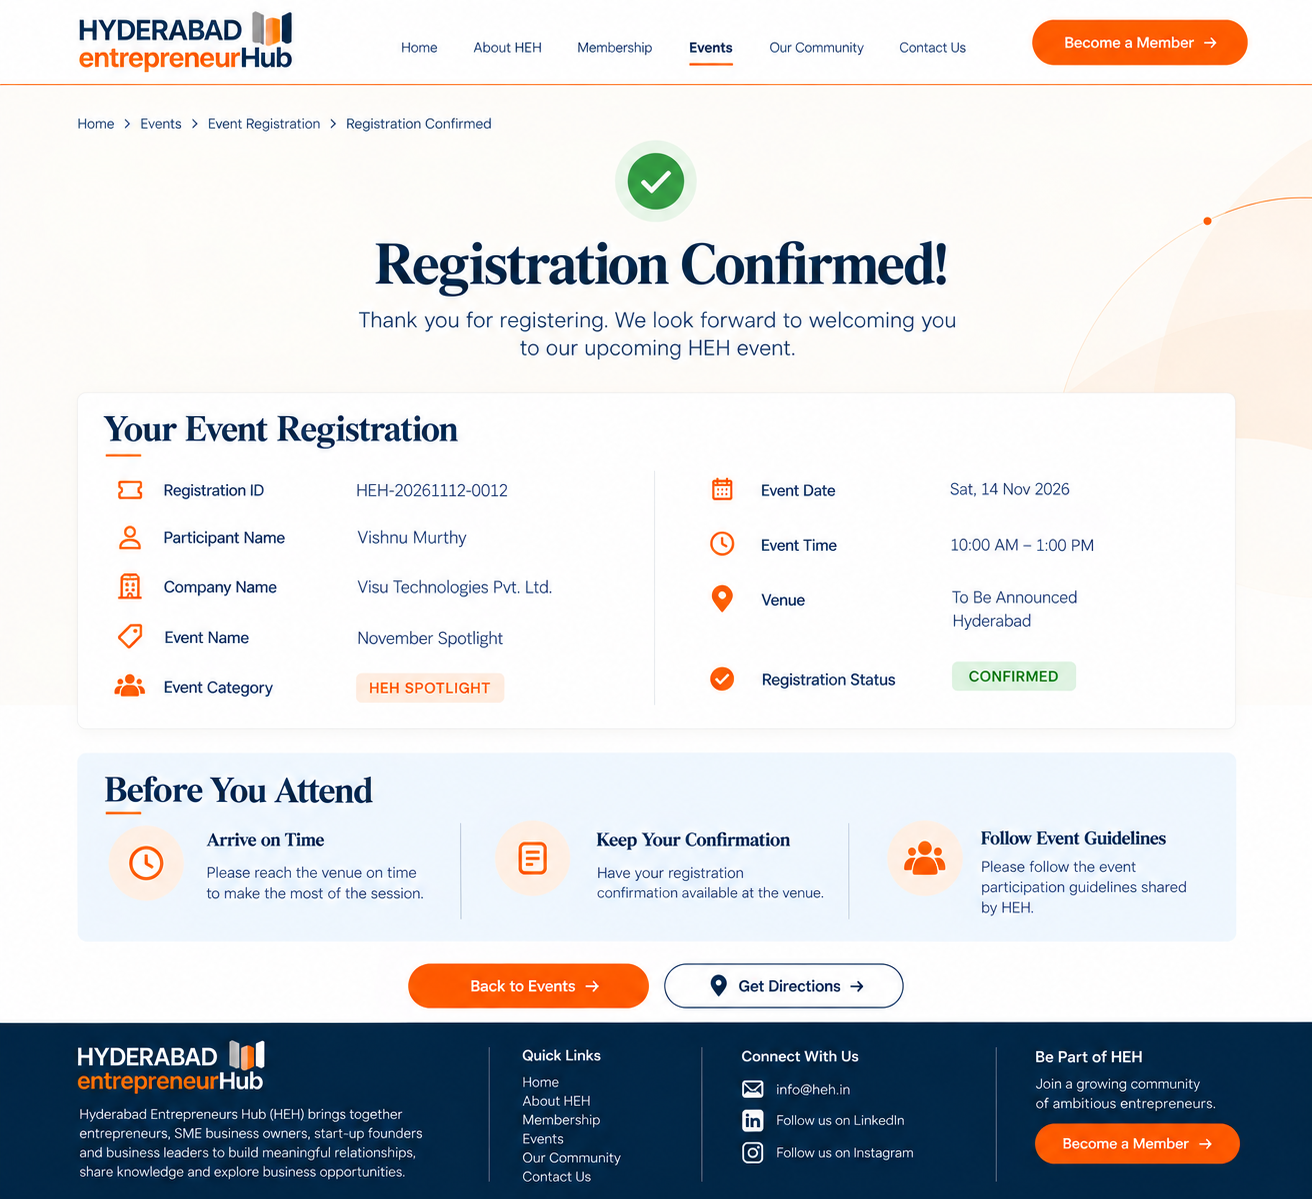 HYDERABAD
entrepreneurHub
Home
About HEH
Membership
Events
Our Community
Contact Us
Become a Member →
Home > Events > Event Registration > Registration Confirmed
Registration Confirmed!
Thank you for registering. We look forward to welcoming you
to our upcoming HEH event.
Your Event Registration
Registration ID
HEH-20261112-0012
Participant Name
Vishnu Murthy
Company Name
Visu Technologies Pvt. Ltd.
Event Name
November Spotlight
Event Category
HEH SPOTLIGHT
Event Date
Sat, 14 Nov 2026
Event Time
10:00 AM – 1:00 PM
Venue
To Be Announced
Hyderabad
Registration Status
CONFIRMED
Before You Attend
Arrive on Time
Please reach the venue on time
to make the most of the session.
Keep Your Confirmation
Have your registration
confirmation available at the venue.
Follow Event Guidelines
Please follow the event
participation guidelines shared
by HEH.
Back to Events →
Get Directions →
HYDERABAD
entrepreneurHub
Hyderabad Entrepreneurs Hub (HEH) brings together
entrepreneurs, SME business owners, start-up founders
and business leaders to build meaningful relationships,
share knowledge and explore business opportunities.
Quick Links
Home
About HEH
Membership
Events
Our Community
Contact Us
Connect With Us
info@heh.in
in
Follow us on LinkedIn
Follow us on Instagram
Be Part of HEH
Join a growing community
of ambitious entrepreneurs.
Become a Member →